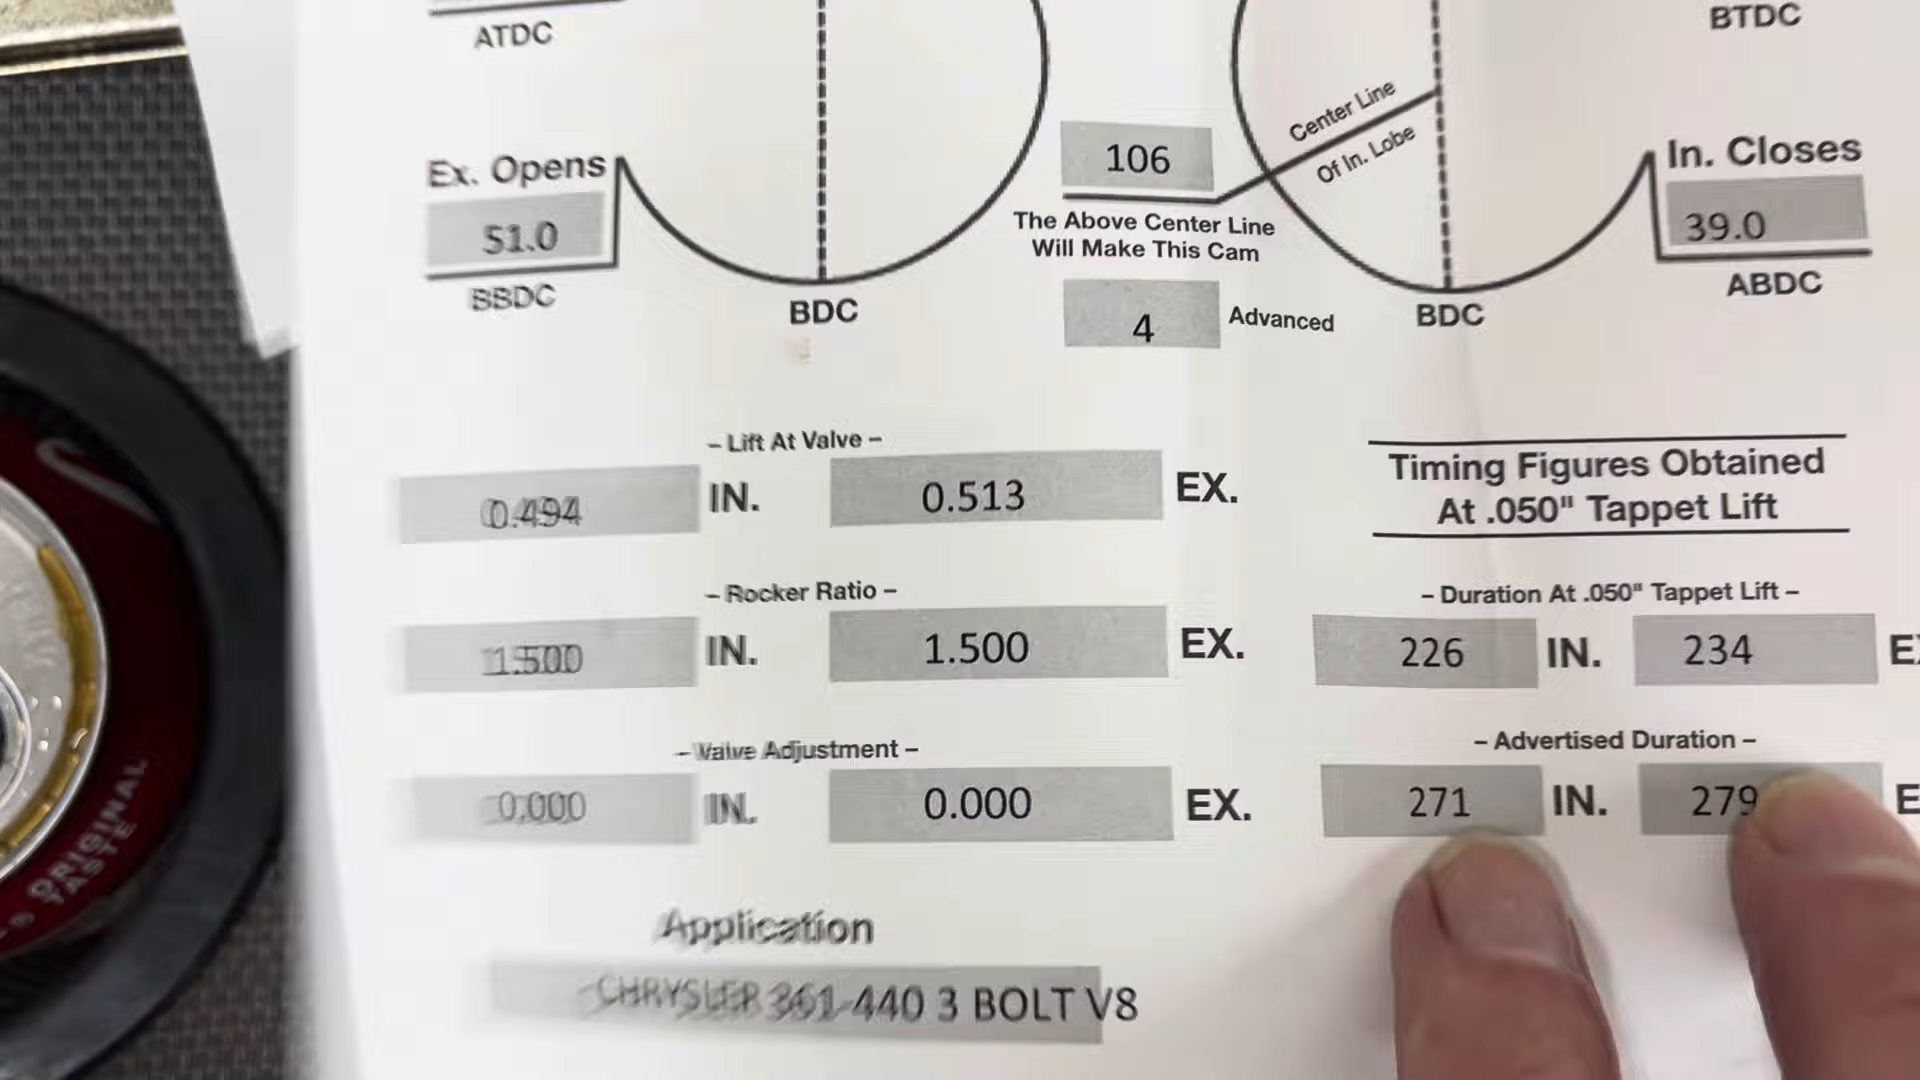 ATDC
BTDC
Center Line
Of In. Lobe
Ex. Opens
51.0
BBDC
BDC
106
The Above Center Line
Will Make This Cam
4 Advanced
In. Closes
39.0
ABDC
BDC
– Lift At Valve –
0.494 IN. 0.513 EX.
Timing Figures Obtained
At .050" Tappet Lift
– Rocker Ratio –
1.500 IN. 1.500 EX.
– Duration At .050" Tappet Lift –
226 IN. 234
– Valve Adjustment –
0.000 IN. 0.000 EX.
– Advertised Duration –
271 IN. 279
Application
CHRYSLER 361-440 3 BOLT V8
ORIGINAL
TASTE